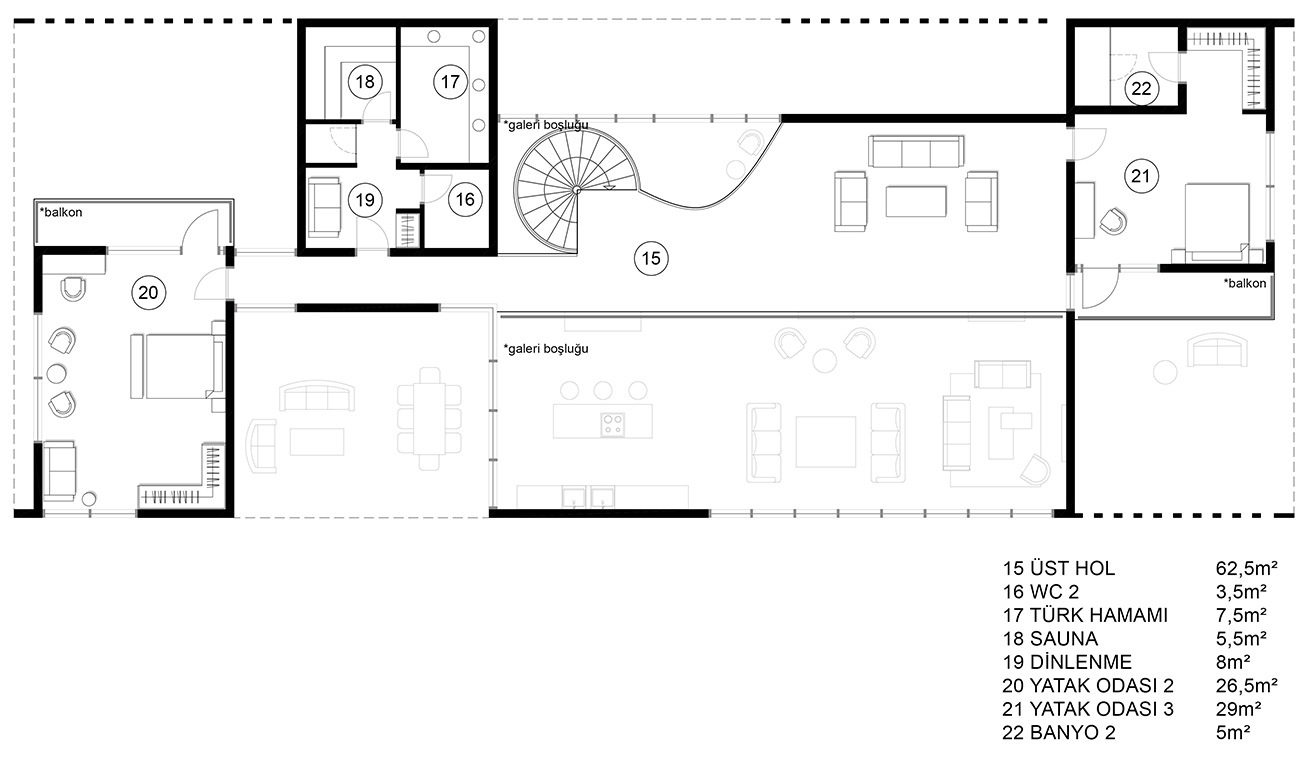 18
17
22
*galeri boşluğu
21
19
16
*balkon
15
*balkon
20
*galeri boşluğu
15 ÜST HOL 62,5m²
16 WC 2 3,5m²
17 TÜRK HAMAMI 7,5m²
18 SAUNA 5,5m²
19 DİNLENME 8m²
20 YATAK ODASI 2 26,5m²
21 YATAK ODASI 3 29m²
22 BANYO 2 5m²